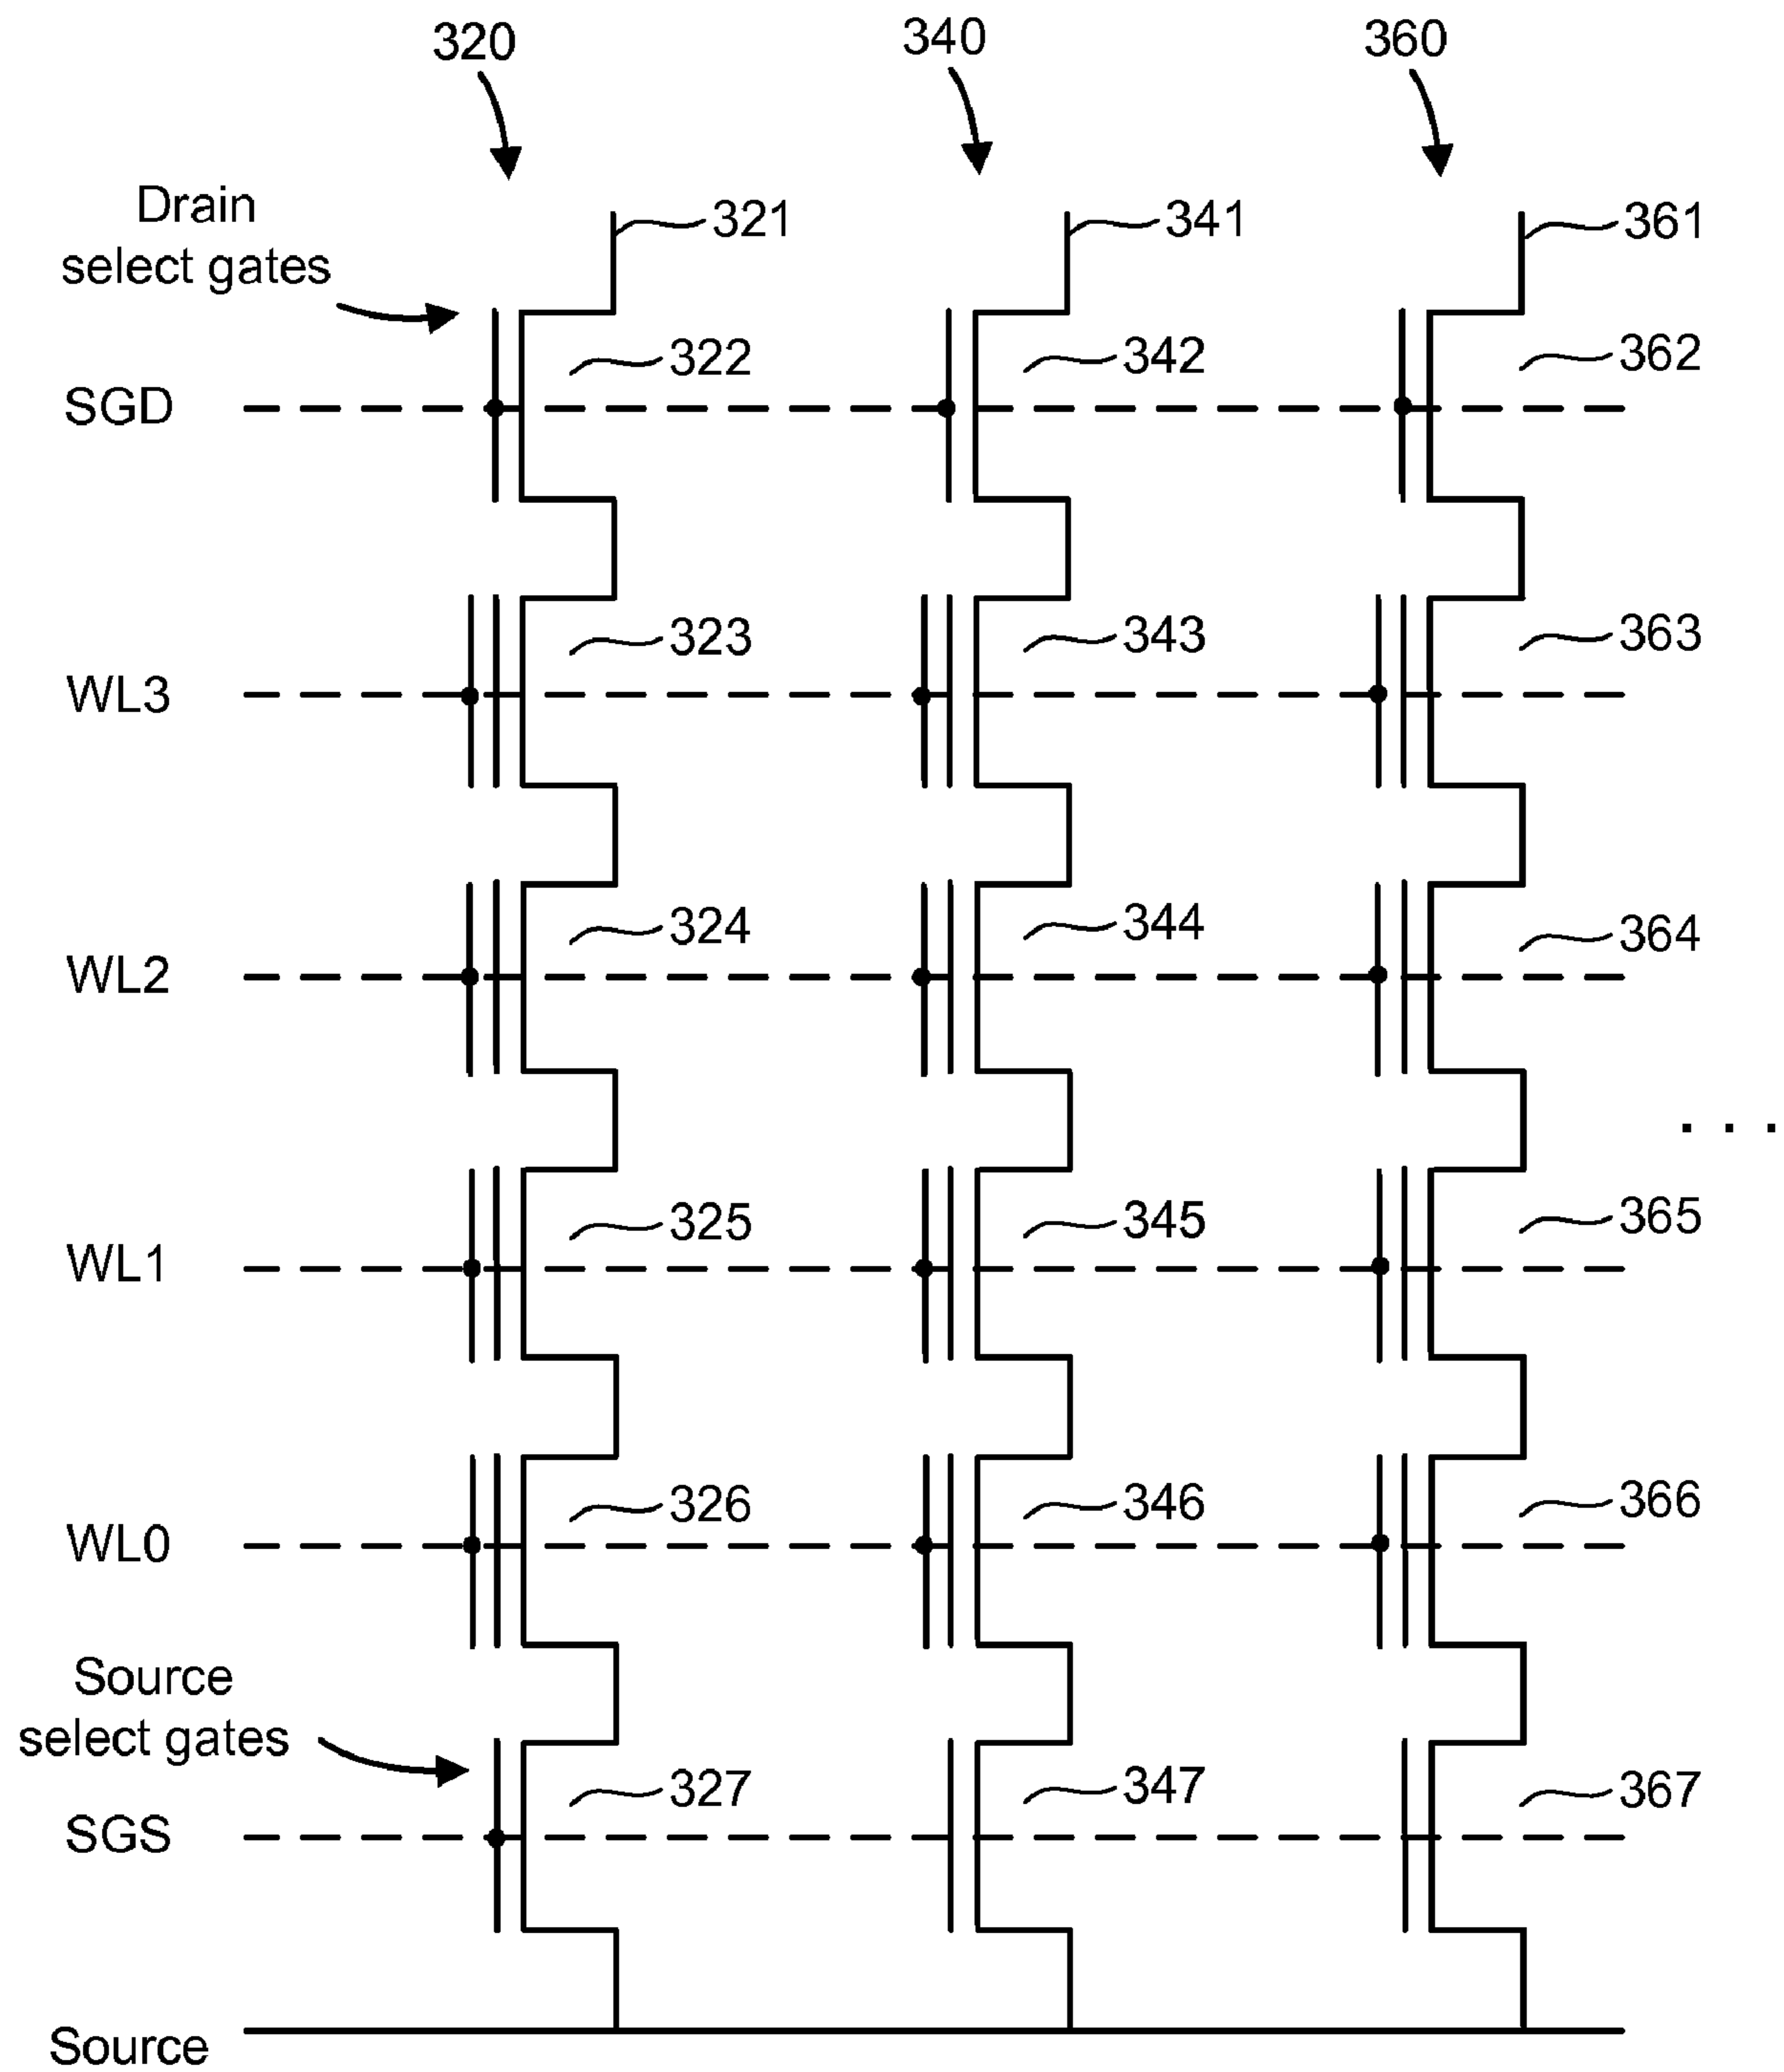 320 340 360
Drain
select gates
321 341 361
322 342 362
SGD
323 343 363
WL3
324 344 364
WL2
. . .
325 345 365
WL1
326 346 366
WL0
Source
select gates
327 347 367
SGS
Source